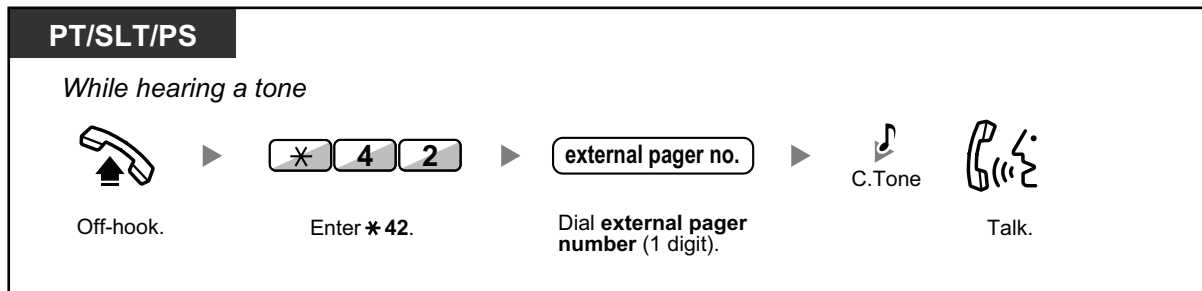 PT/SLT/PS
While hearing a tone
✳ 4 2
external pager no.
C.Tone
Off-hook.
Enter ✳ 42.
Dial external pager
number (1 digit).
Talk.